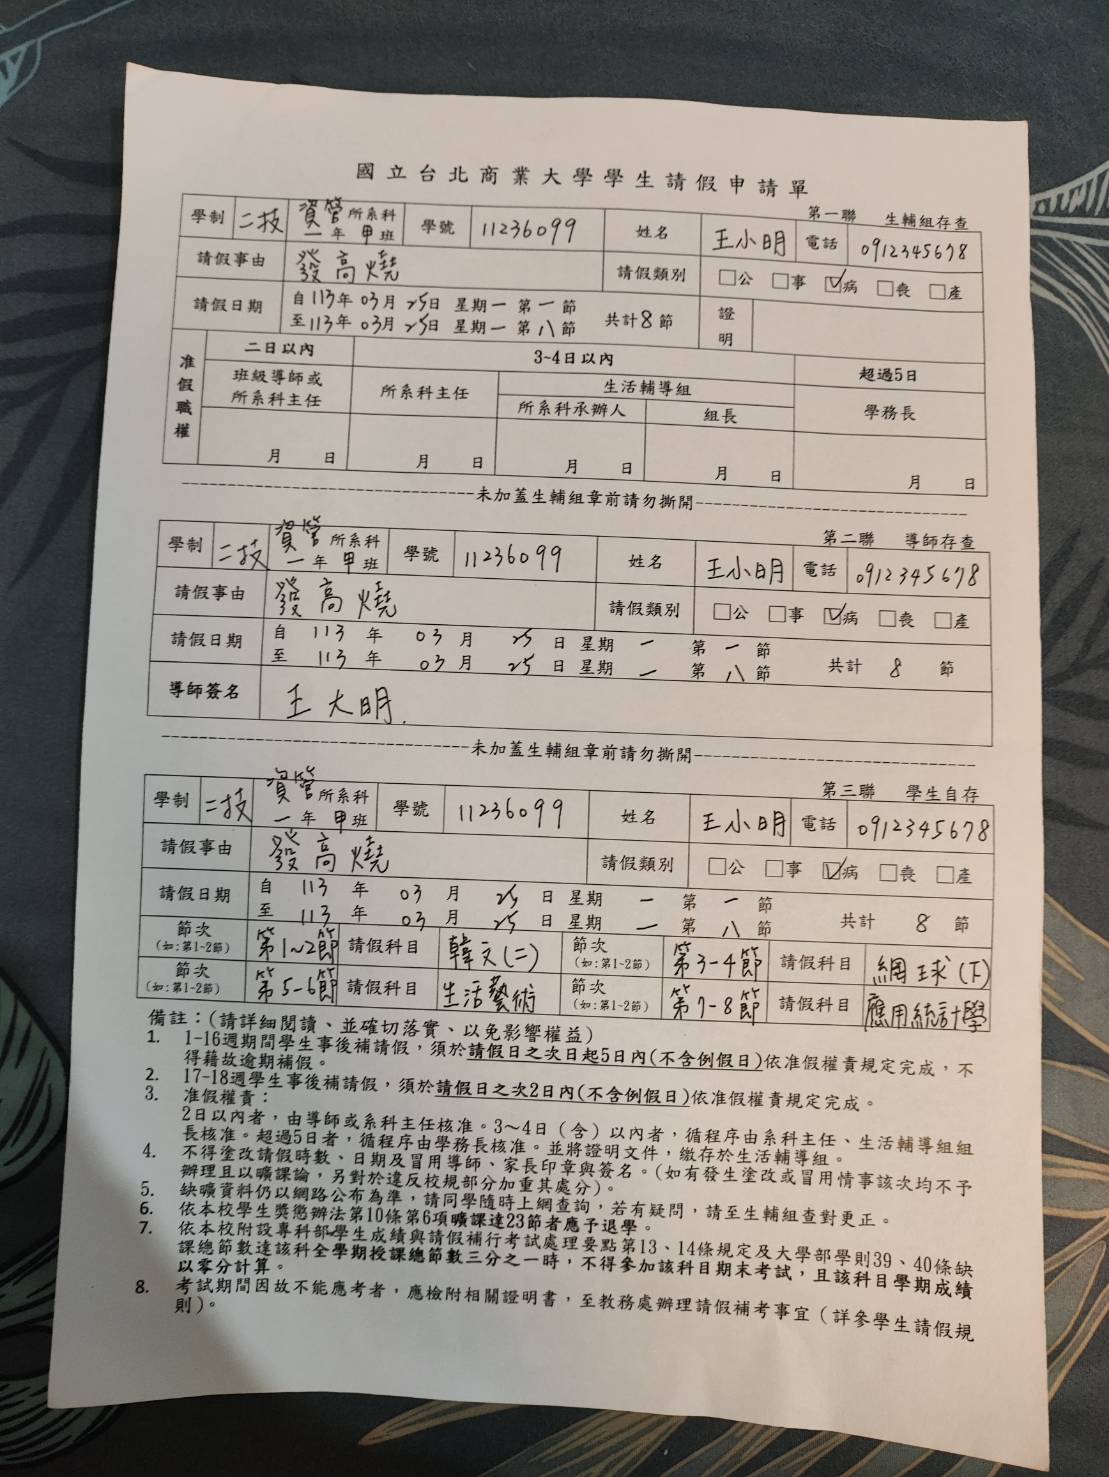 國立台北商業大學學生請假申請單
第一聯 生輔組存查
學制 二技 資管所系科 一年甲班 學號 11236099 姓名 王小明 電話 0912345678
請假事由 發高燒 請假類別 □公 □事 ☑病 □喪 □產
請假日期 自113年03月25日 星期一 第一節
至113年03月25日 星期一 第八節 共計8節 證明
准假職權 二日以內 3~4日以內 超過5日
班級導師或所系科主任 所系科主任 生活輔導組 學務長
所系科承辦人 組長
月 日 月 日 月 日 月 日 月 日
未加蓋生輔組章前請勿撕開
第二聯 導師存查
學制 二技 資管所系科 一年甲班 學號 11236099 姓名 王小明 電話 0912345678
請假事由 發高燒 請假類別 □公 □事 ☑病 □喪 □產
請假日期 自 113 年 03 月 25 日 星期 一 第 一 節
至 113 年 03 月 25 日 星期 一 第 八 節 共計 8 節
導師簽名 王大明.
未加蓋生輔組章前請勿撕開
第三聯 學生自存
學制 二技 資管所系科 一年甲班 學號 11236099 姓名 王小明 電話 0912345678
請假事由 發高燒 請假類別 □公 □事 ☑病 □喪 □產
請假日期 自 113 年 03 月 25 日 星期 一 第 一 節
至 113 年 03 月 25 日 星期 一 第 八 節 共計 8 節
節次(如:第1-2節) 第1~2節 請假科目 韓文(二) 節次(如:第1-2節) 第3-4節 請假科目 網球(下)
節次(如:第1-2節) 第5-6節 請假科目 生活藝術 節次(如:第1-2節) 第7-8節 請假科目 應用統計學
備註：(請詳細閱讀、並確切落實、以免影響權益)
1. 1-16週期間學生事後補請假，須於請假日之次日起5日內(不含例假日)依准假權責規定完成，不
得藉故逾期補假。
2. 17-18週學生事後補請假，須於請假日之次2日內(不含例假日)依准假權責規定完成。
3. 准假權責：
2日以內者，由導師或系科主任核准。3~4日（含）以內者，循程序由系科主任、生活輔導組組
長核准。超過5日者，循程序由學務長核准。並將證明文件，繳存於生活輔導組。
4. 不得塗改請假時數、日期及冒用導師、家長印章與簽名。(如有發生塗改或冒用情事該次均不予
辦理且以曠課論，另對於違反校規部分加重其處分)。
5. 缺曠資料仍以網路公布為準，請同學隨時上網查詢，若有疑問，請至生輔組查對更正。
6. 依本校學生獎懲辦法第10條第6項曠課達23節者應予退學。
7. 依本校附設專科部學生成績與請假補行考試處理要點第13、14條規定及大學部學則39、40條缺
課總節數達該科全學期授課總節數三分之一時，不得參加該科目期末考試，且該科目學期成績
以零分計算。
8. 考試期間因故不能應考者，應檢附相關證明書，至教務處辦理請假補考事宜（詳參學生請假規
則）。